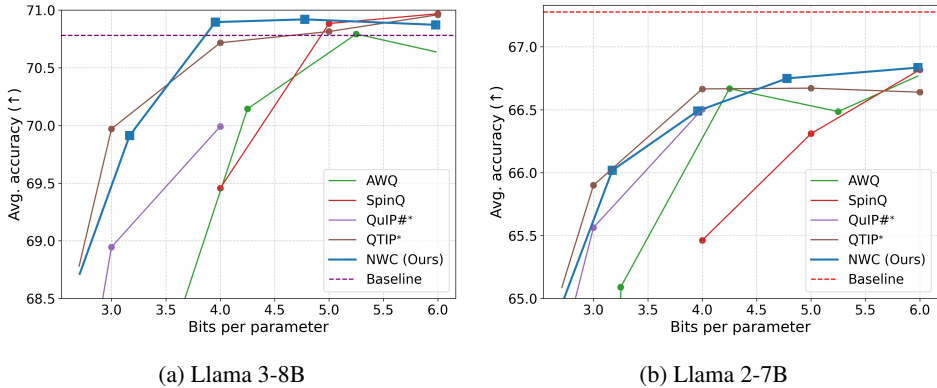 71.0
70.5
70.0
69.5
69.0
68.5
Avg. accuracy (↑)
3.0 3.5 4.0 4.5 5.0 5.5 6.0
Bits per parameter
AWQ
SpinQ
QuIP#*
QTIP*
NWC (Ours)
Baseline
(a) Llama 3-8B
67.0
66.5
66.0
65.5
65.0
Avg. accuracy (↑)
3.0 3.5 4.0 4.5 5.0 5.5 6.0
Bits per parameter
AWQ
SpinQ
QuIP#*
QTIP*
NWC (Ours)
Baseline
(b) Llama 2-7B